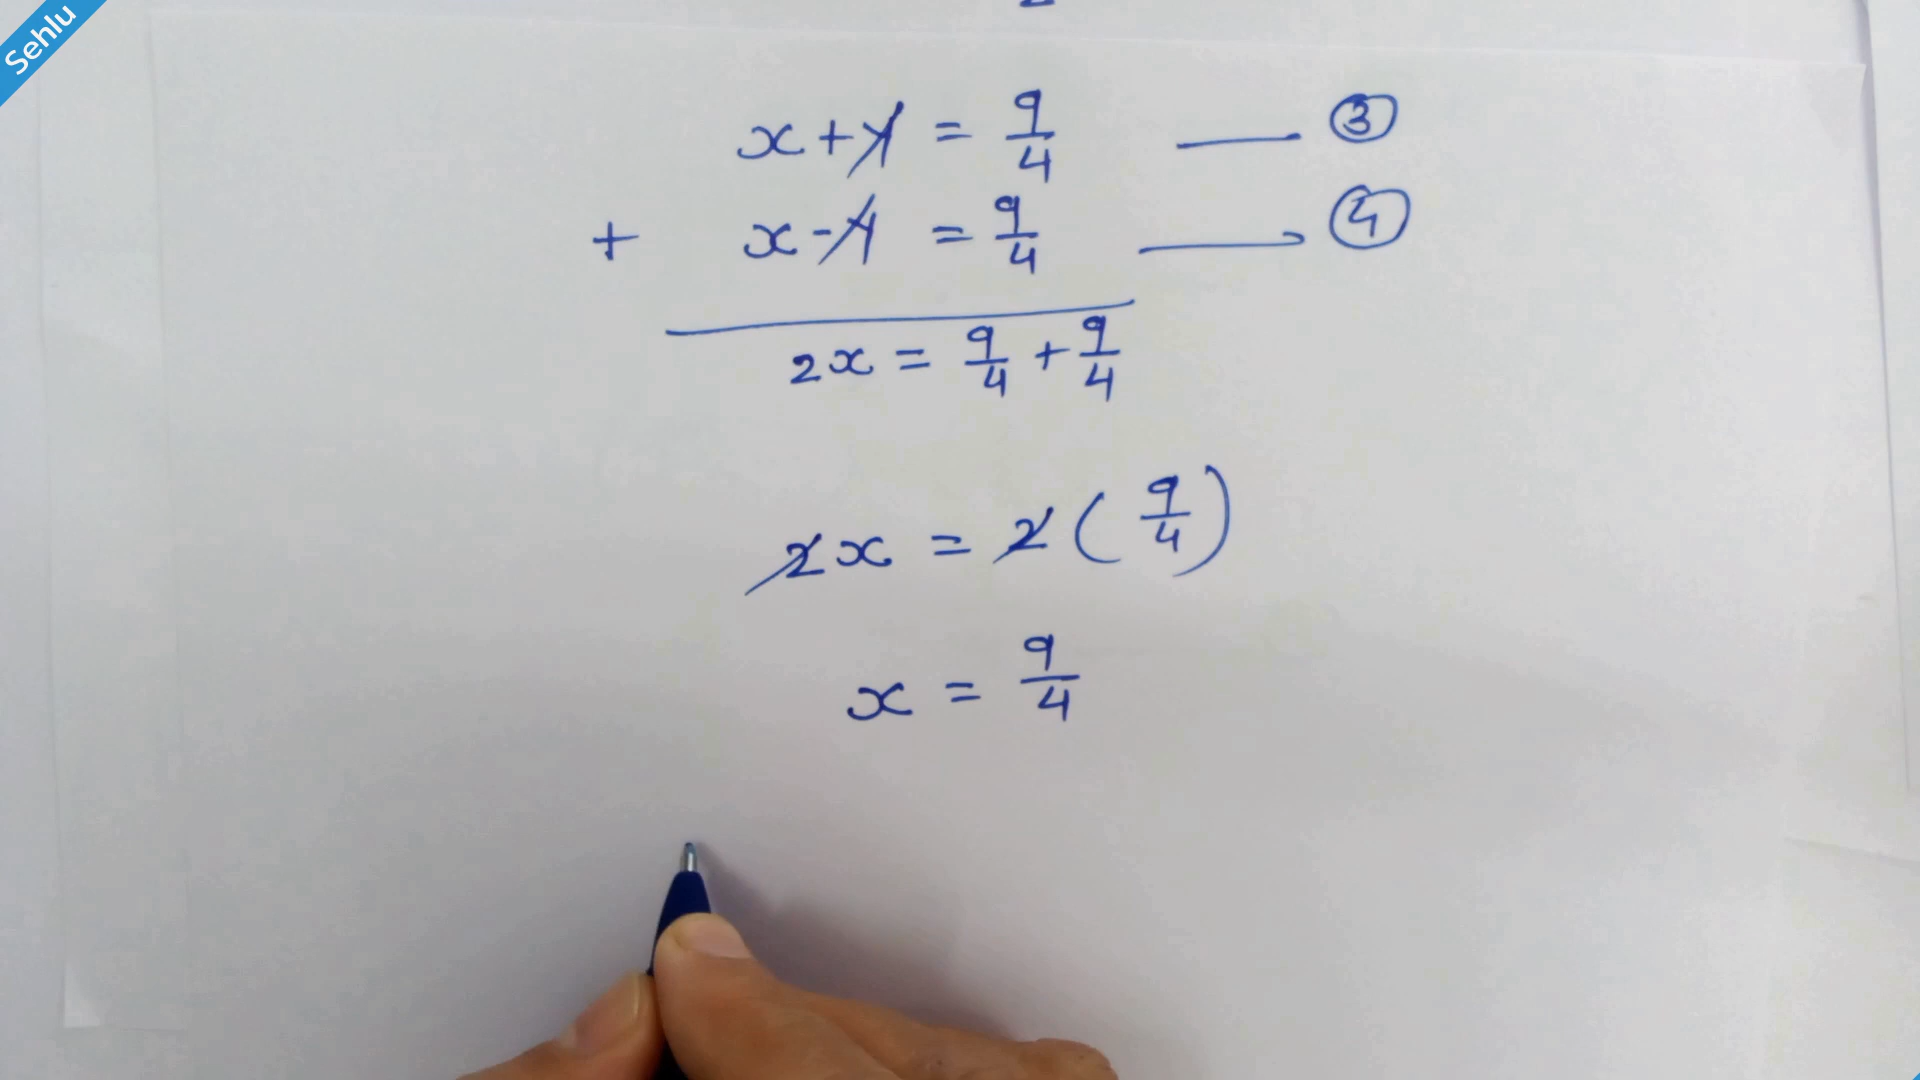 Sehlu
x + y = 9/4 —— ③
+ x - y = 9/4 —— ④
2x = 9/4 + 9/4
2x = 2 (9/4)
x = 9/4